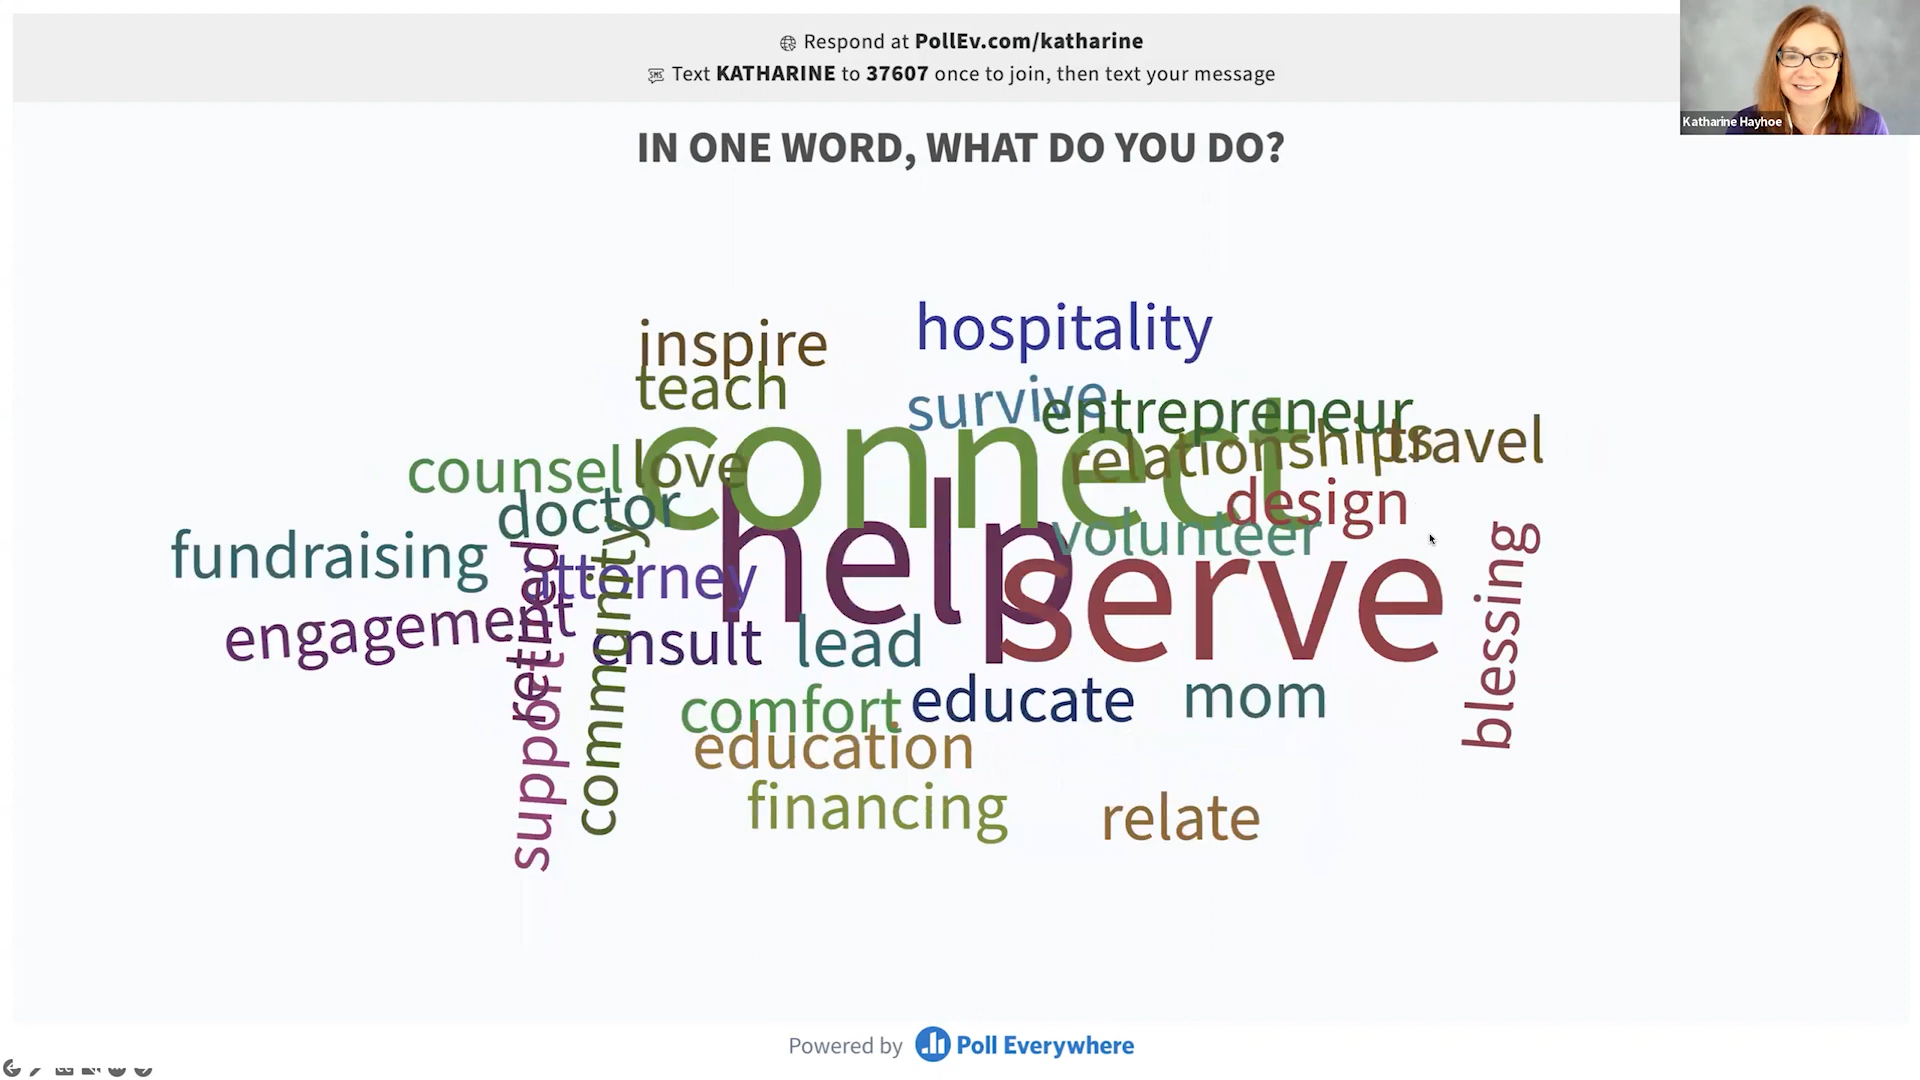 Respond at PollEv.com/katharine
Text KATHARINE to 37607 once to join, then text your message
Katharine Hayhoe
IN ONE WORD, WHAT DO YOU DO?
hospitality
inspire
teach
survive
entrepreneur
connect
relationships
travel
counsel
love
doctor
design
help
volunteer
fundraising
attorney
serve
blessing
engagement
retired
community
lead
support
comfort
educate
mom
education
financing
relate
Powered by Poll Everywhere